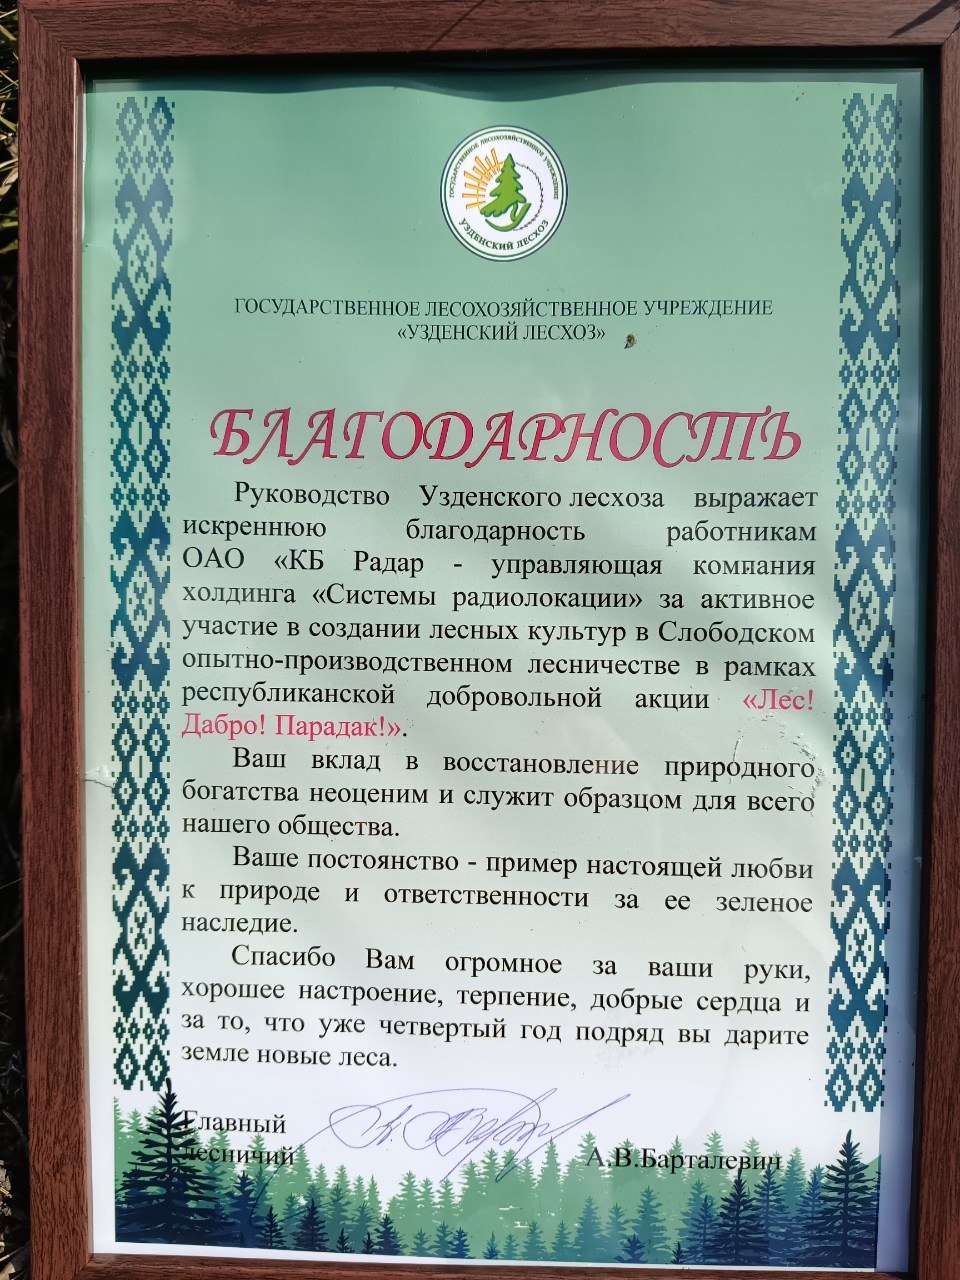 ГОСУДАРСТВЕННОЕ ЛЕСОХОЗЯЙСТВЕННОЕ УЧРЕЖДЕНИЕ
УЗДЕНСКИЙ ЛЕСХОЗ
ГОСУДАРСТВЕННОЕ ЛЕСОХОЗЯЙСТВЕННОЕ УЧРЕЖДЕНИЕ
«УЗДЕНСКИЙ ЛЕСХОЗ»
БЛАГОДАРНОСТЬ
Руководство Узденского лесхоза выражает
искреннюю благодарность работникам
ОАО «КБ Радар - управляющая компания
холдинга «Системы радиолокации» за активное
участие в создании лесных культур в Слободском
опытно-производственном лесничестве в рамках
республиканской добровольной акции «Лес!
Дабро! Парадак!».
Ваш вклад в восстановление природного
богатства неоценим и служит образцом для всего
нашего общества.
Ваше постоянство - пример настоящей любви
к природе и ответственности за ее зеленое
наследие.
Спасибо Вам огромное за ваши руки,
хорошее настроение, терпение, добрые сердца и
за то, что уже четвертый год подряд вы дарите
земле новые леса.
Главный
лесничий
А.В.Барталевич